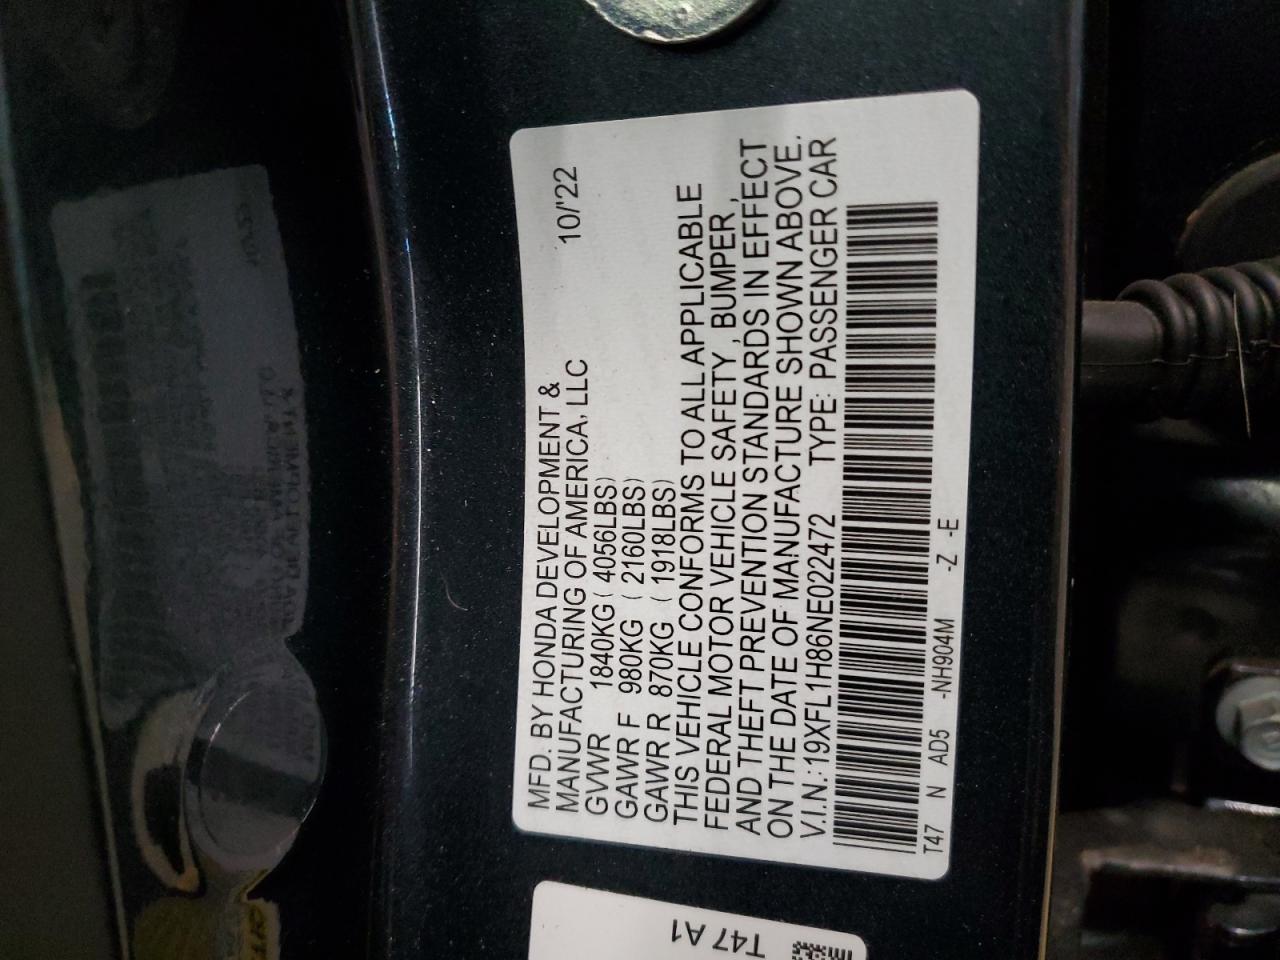 MFD. BY HONDA DEVELOPMENT &
MANUFACTURING OF AMERICA, LLC 10/'22
GVWR 1840KG ( 4056LBS)
GAWR F 980KG ( 2160LBS)
GAWR R 870KG ( 1918LBS)
THIS VEHICLE CONFORMS TO ALL APPLICABLE
FEDERAL MOTOR VEHICLE SAFETY, BUMPER,
AND THEFT PREVENTION STANDARDS IN EFFECT
ON THE DATE OF MANUFACTURE SHOWN ABOVE.
V.I.N.:19XFL1H86NE022472 TYPE: PASSENGER CAR
T47 N AD5 -NH904M -Z -E
T47 A1